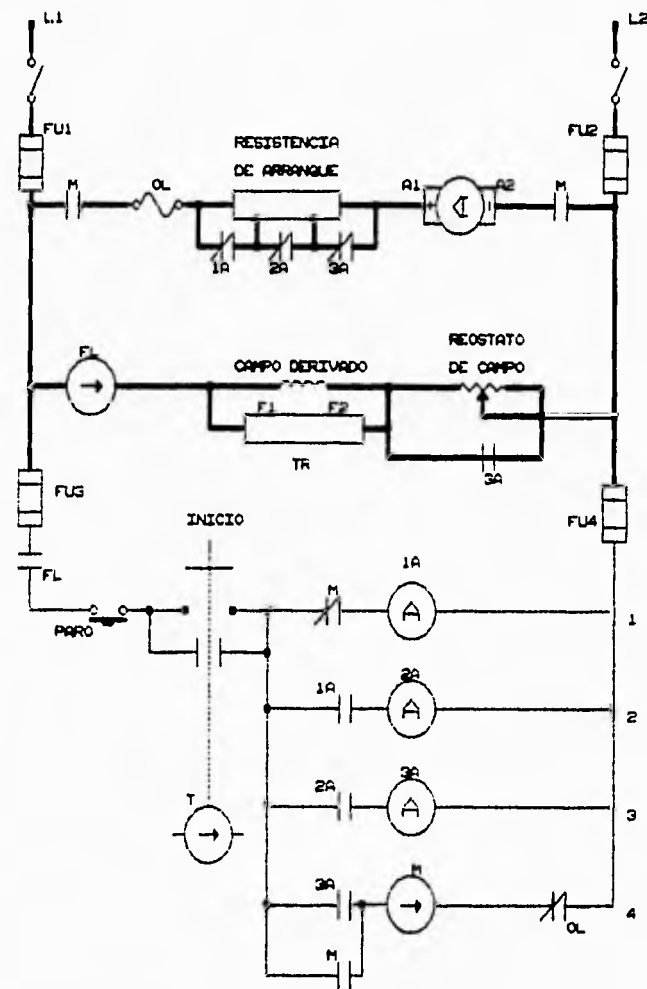 L1
L2
FU1
FU2
RESISTENCIA
DE ARRANQUE
M
OL
A1
A2
M
1A
2A
3A
FL
CAMPO DERIVADO
REOSTATO
DE CAMPO
F1
F2
TR
3A
FU3
FU4
INICIO
FL
PARO
M
1A
1
1A
2A
2
2A
3A
3
T
3A
M
OL
4
M